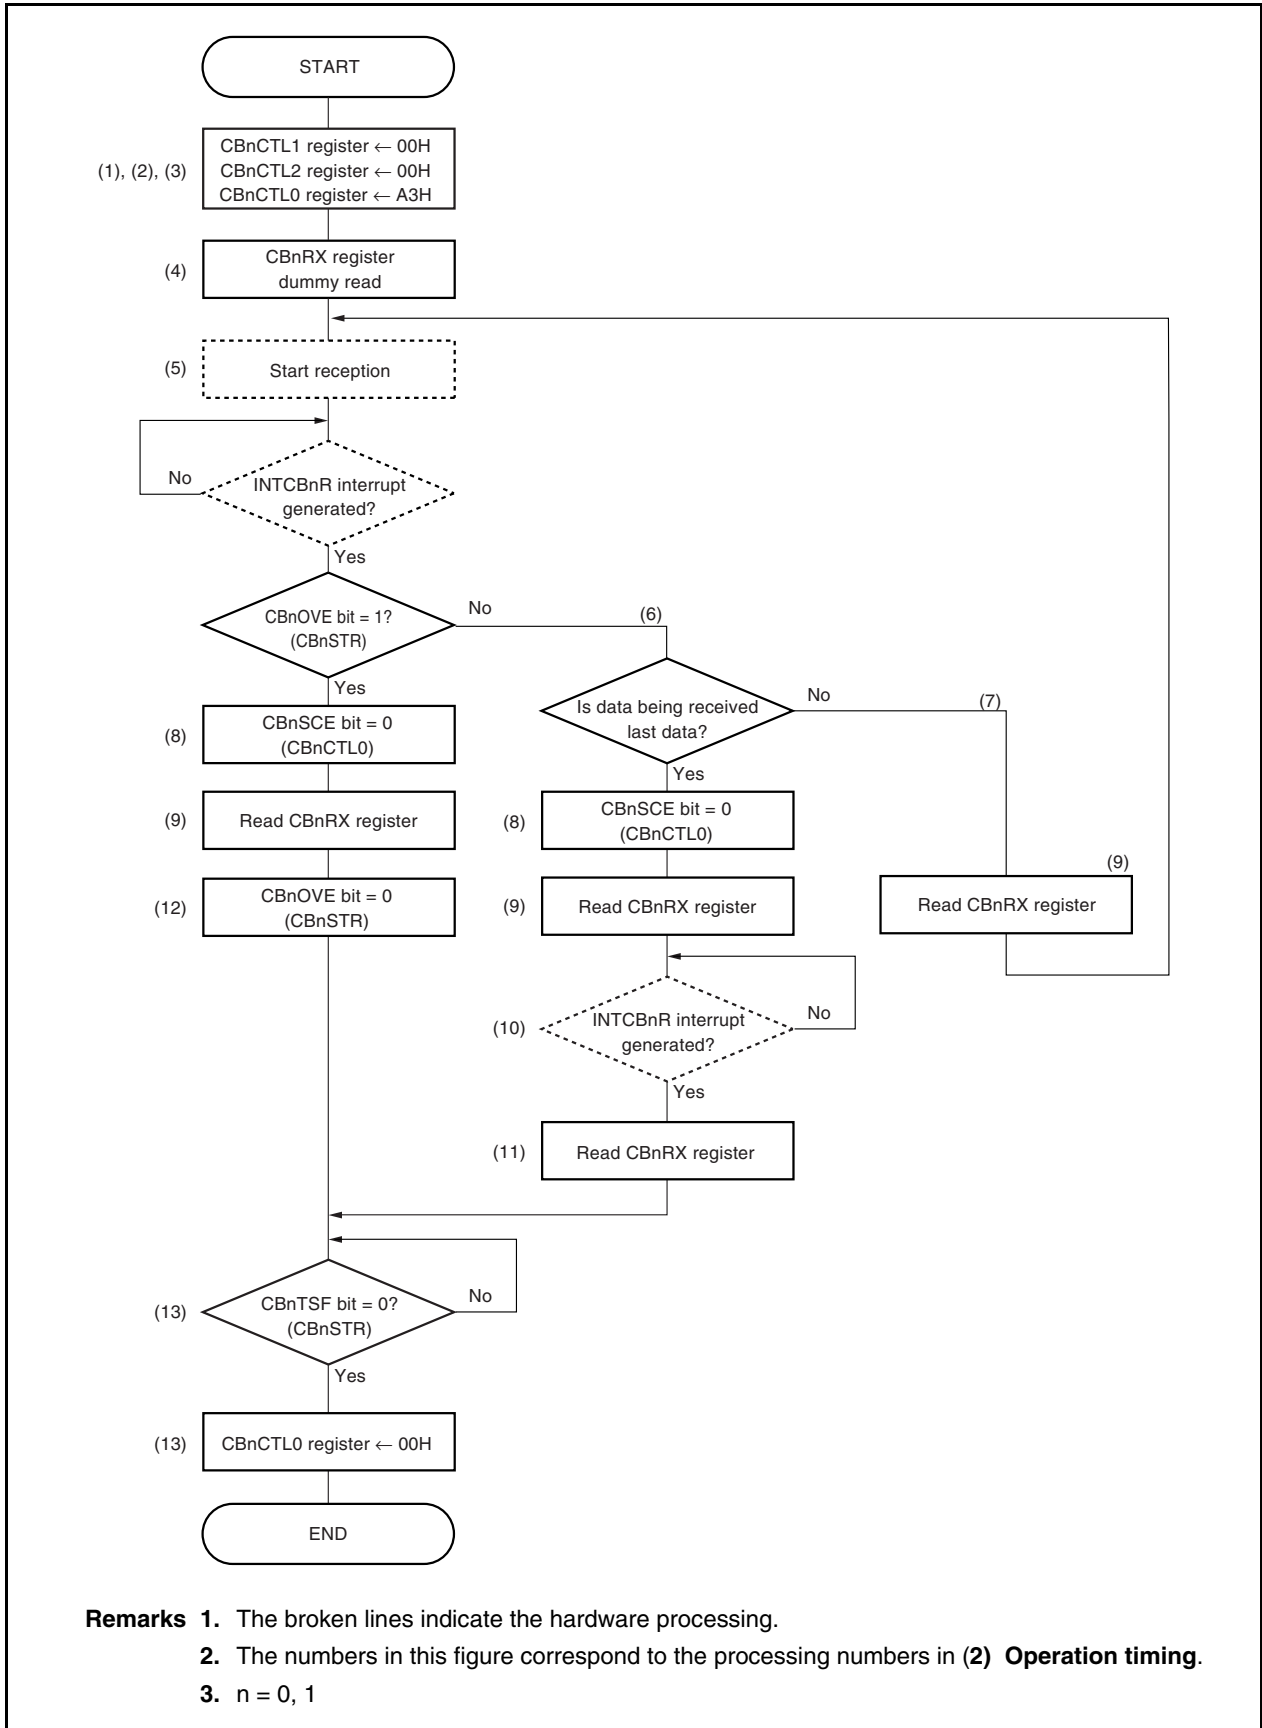 START
(1), (2), (3)
CBnCTL1 register ← 00H
CBnCTL2 register ← 00H
CBnCTL0 register ← A3H
(4)
CBnRX register
dummy read
(5)
Start reception
No
INTCBnR interrupt
generated?
Yes
CBnOVE bit = 1?
(CBnSTR)
No
(6)
Yes
Is data being received
last data?
No
(7)
Yes
(8)
CBnSCE bit = 0
(CBnCTL0)
(9)
Read CBnRX register
(12)
CBnOVE bit = 0
(CBnSTR)
(8)
CBnSCE bit = 0
(CBnCTL0)
(9)
Read CBnRX register
(9)
Read CBnRX register
(10)
INTCBnR interrupt
generated?
No
Yes
(11)
Read CBnRX register
(13)
CBnTSF bit = 0?
(CBnSTR)
No
Yes
(13)
CBnCTL0 register ← 00H
END
Remarks 1. The broken lines indicate the hardware processing.
2. The numbers in this figure correspond to the processing numbers in (2) Operation timing.
3. n = 0, 1